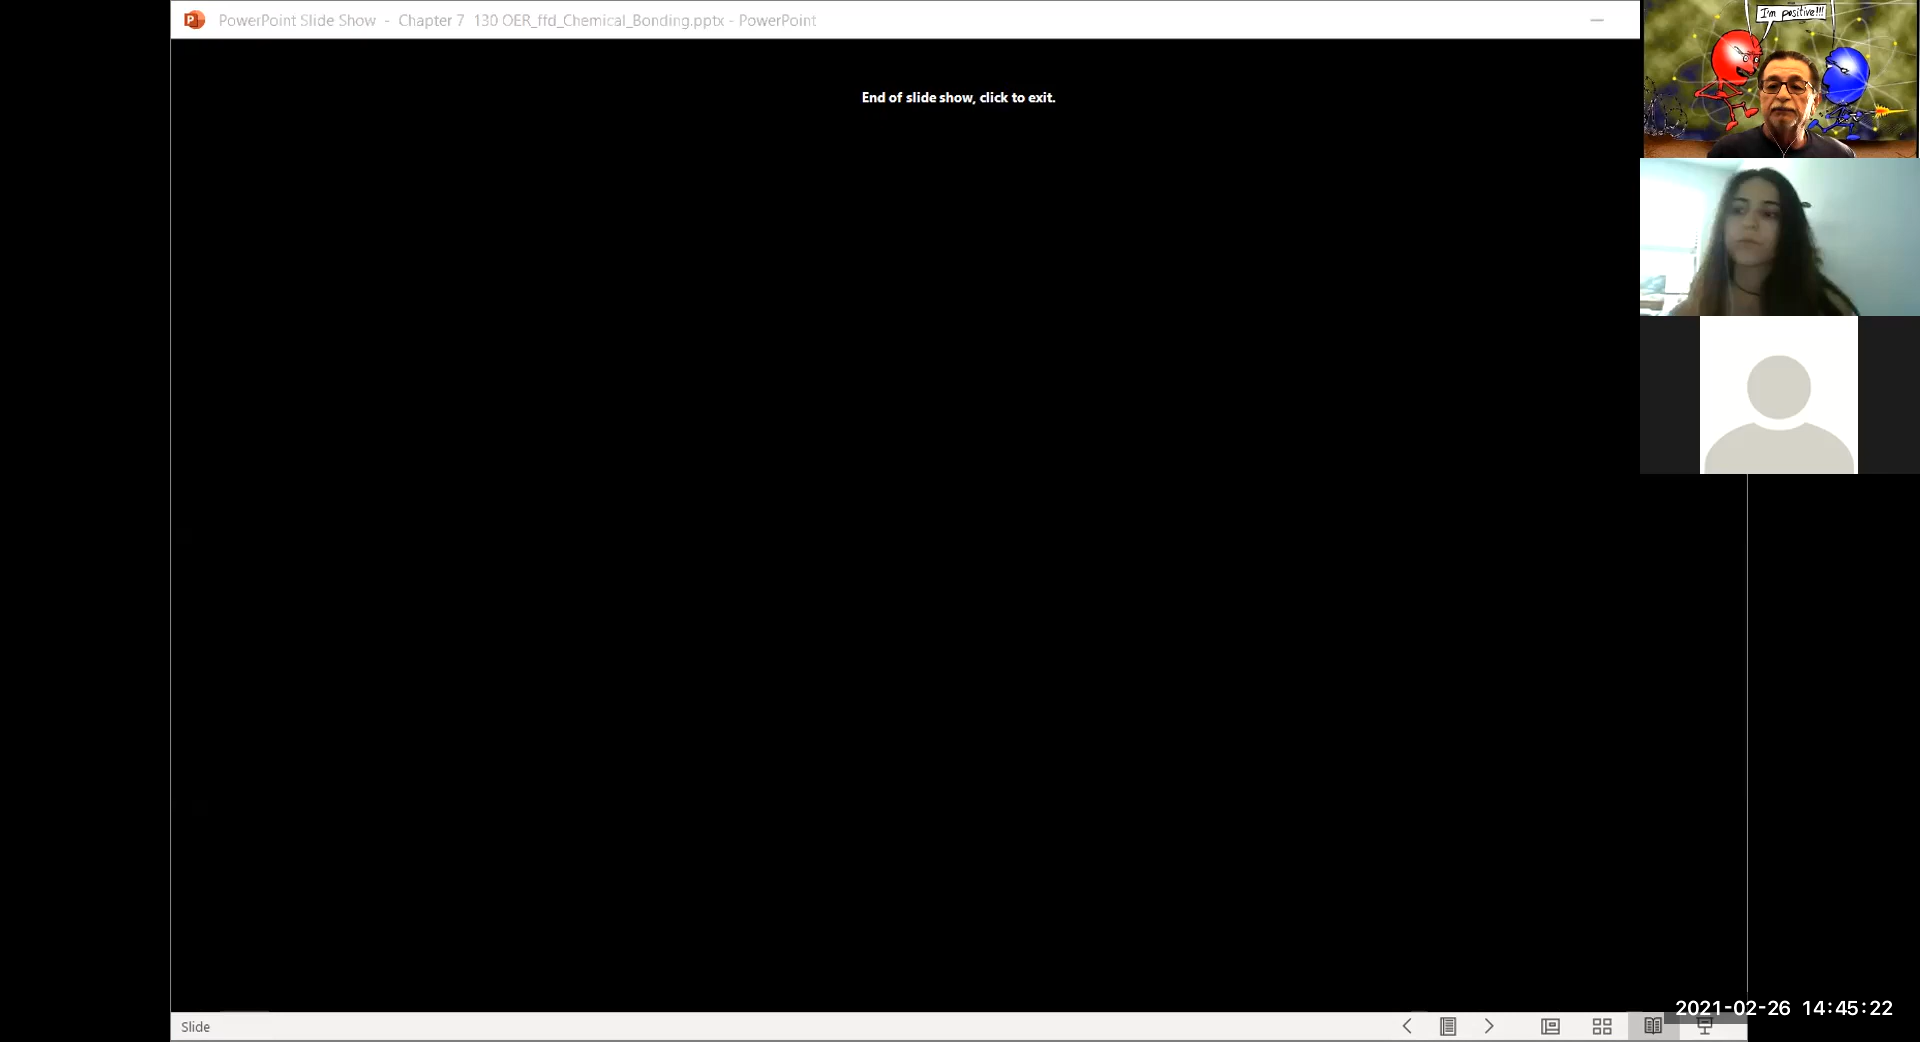 PowerPoint Slide Show - Chapter 7 130 OER_ffd_Chemical_Bonding.pptx - PowerPoint
I'm positive!!!
End of slide show, click to exit.
2021-02-26 14:45:22
Slide